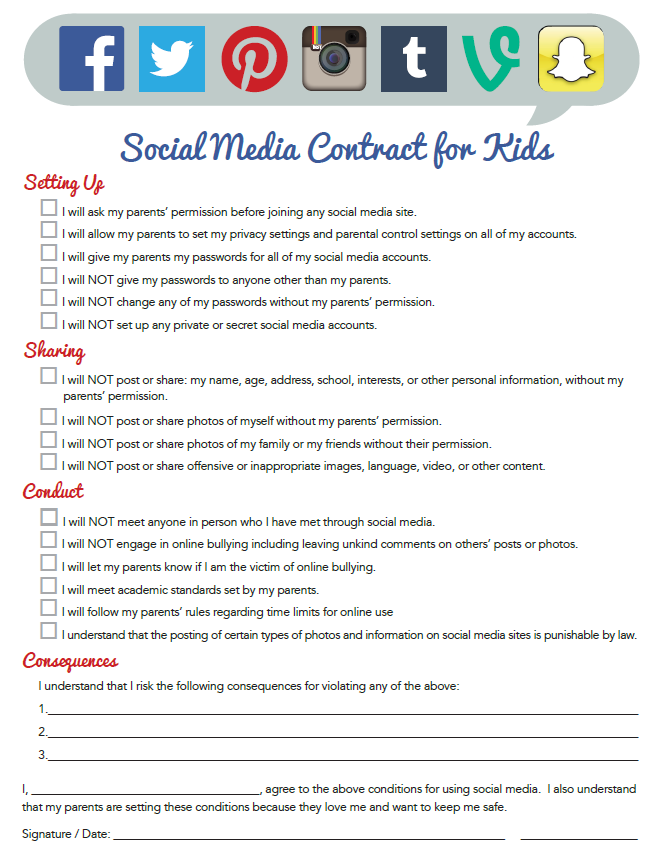 Social Media Contract for Kids
Setting Up
I will ask my parents' permission before joining any social media site.
I will allow my parents to set my privacy settings and parental control settings on all of my accounts.
I will give my parents my passwords for all of my social media accounts.
I will NOT give my passwords to anyone other than my parents.
I will NOT change any of my passwords without my parents' permission.
I will NOT set up any private or secret social media accounts.
Sharing
I will NOT post or share: my name, age, address, school, interests, or other personal information, without my
parents' permission.
I will NOT post or share photos of myself without my parents' permission.
I will NOT post or share photos of my family or my friends without their permission.
I will NOT post or share offensive or inappropriate images, language, video, or other content.
Conduct
I will NOT meet anyone in person who I have met through social media.
I will NOT engage in online bullying including leaving unkind comments on others' posts or photos.
I will let my parents know if I am the victim of online bullying.
I will meet academic standards set by my parents.
I will follow my parents' rules regarding time limits for online use
I understand that the posting of certain types of photos and information on social media sites is punishable by law.
Consequences
I understand that I risk the following consequences for violating any of the above:
1.
2.
3.
I, , agree to the above conditions for using social media. I also understand
that my parents are setting these conditions because they love me and want to keep me safe.
Signature / Date: